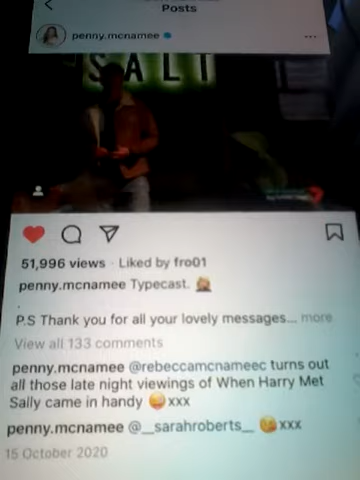 Posts
penny.mcnamee
SALT
51,996 views · Liked by fro01
penny.mcnamee Typecast. 🤦
.
P.S Thank you for all your lovely messages... more
View all 133 comments
penny.mcnamee @rebeccamcnameec turns out
all those late night viewings of When Harry Met
Sally came in handy 😘xxx
penny.mcnamee @__sarahroberts__ 😘xxx
15 October 2020